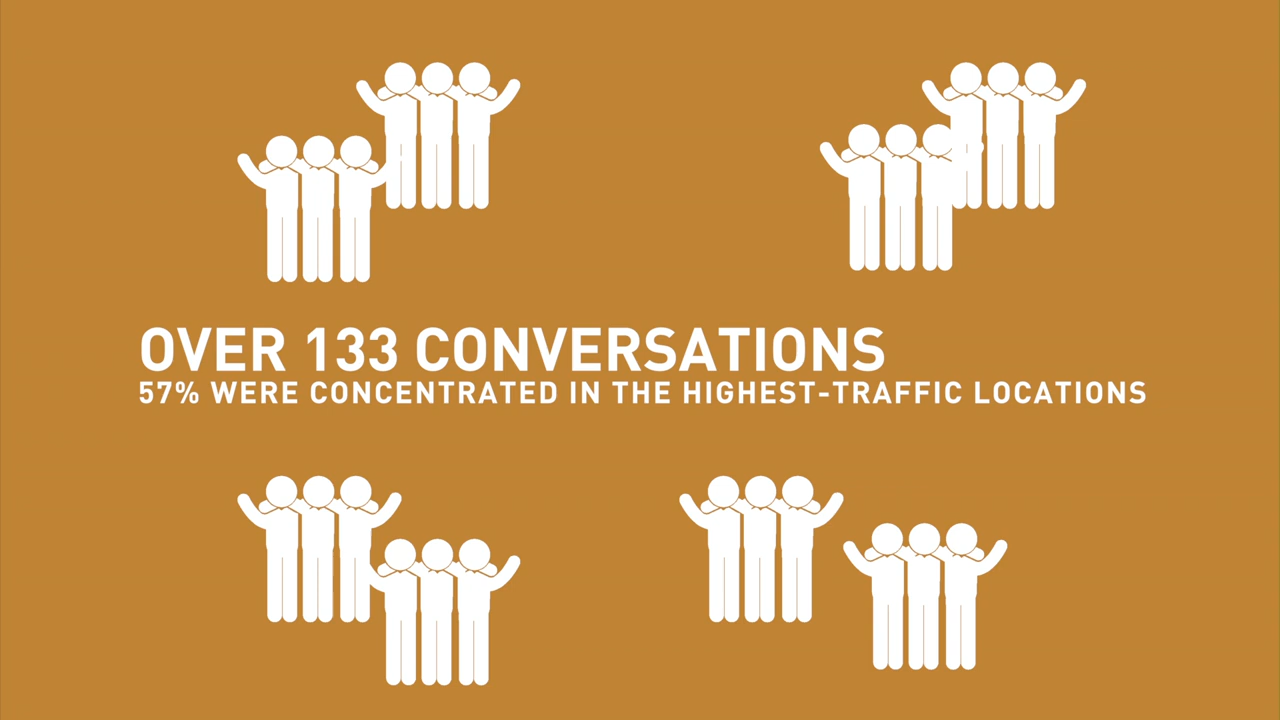 OVER 133 CONVERSATIONS
57% WERE CONCENTRATED IN THE HIGHEST-TRAFFIC LOCATIONS